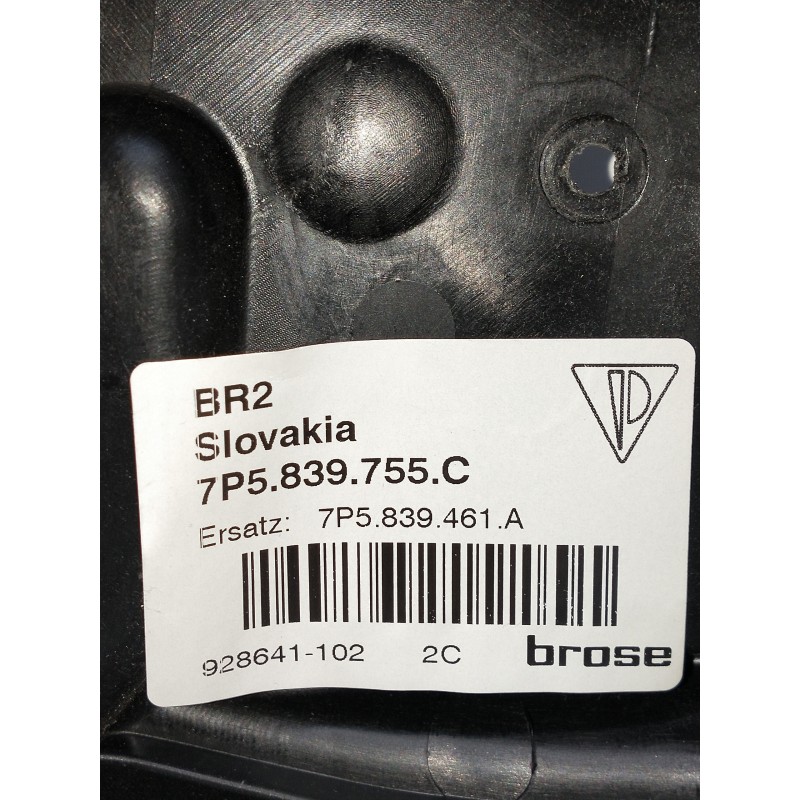 BR2
Slovakia
7P5.839.755.C
Ersatz: 7P5.839.461.A
928641-102 2C brose